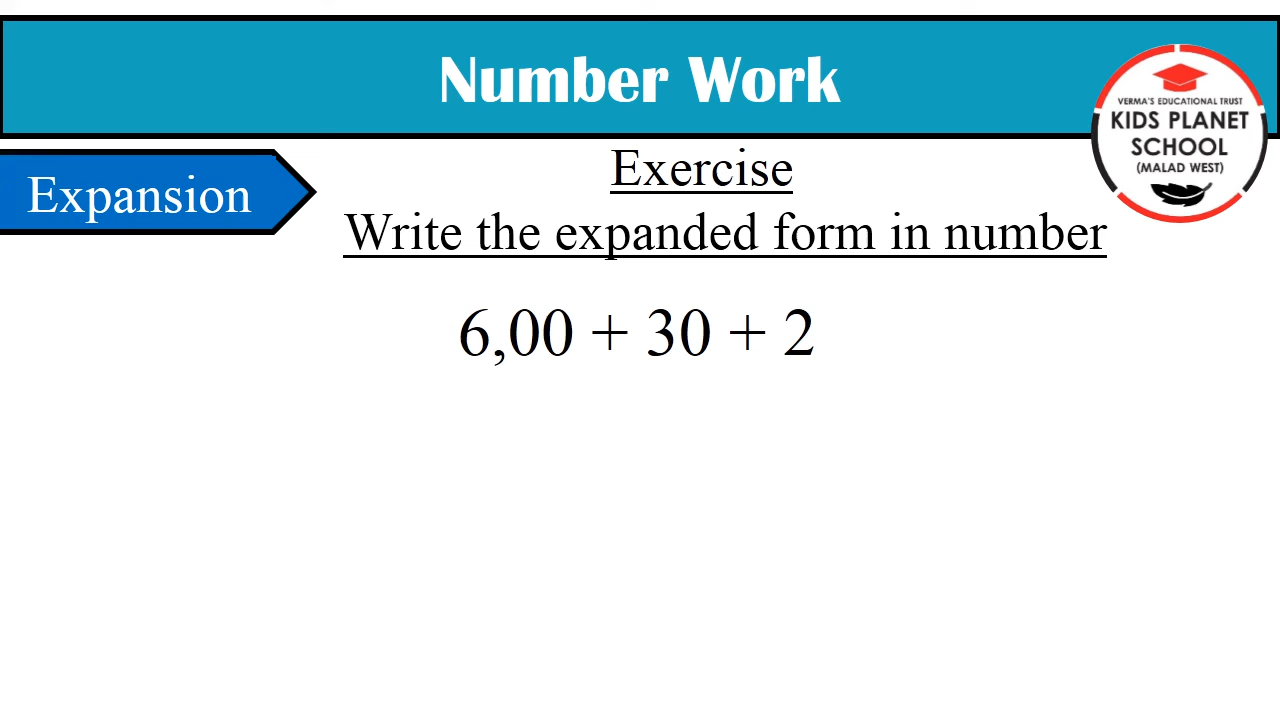 Number Work
VERMA'S EDUCATIONAL TRUST
KIDS PLANET
SCHOOL
(MALAD WEST)
Expansion
Exercise
Write the expanded form in number
6,00 + 30 + 2